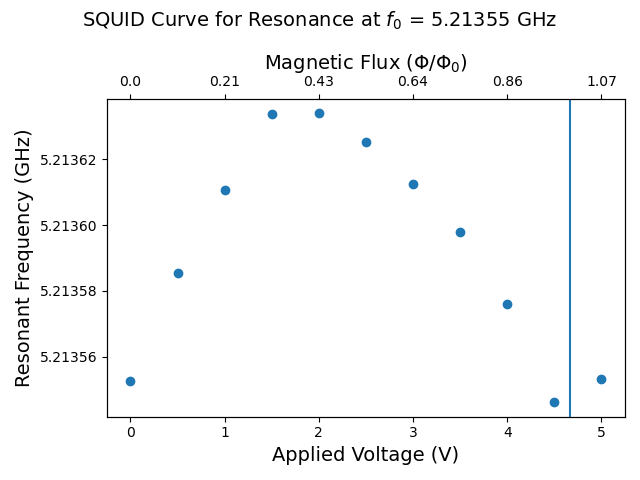 SQUID Curve for Resonance at f₀ = 5.21355 GHz
Magnetic Flux (Φ/Φ₀)
0.0 0.21 0.43 0.64 0.86 1.07
Resonant Frequency (GHz)
5.21362
5.21360
5.21358
5.21356
0 1 2 3 4 5
Applied Voltage (V)